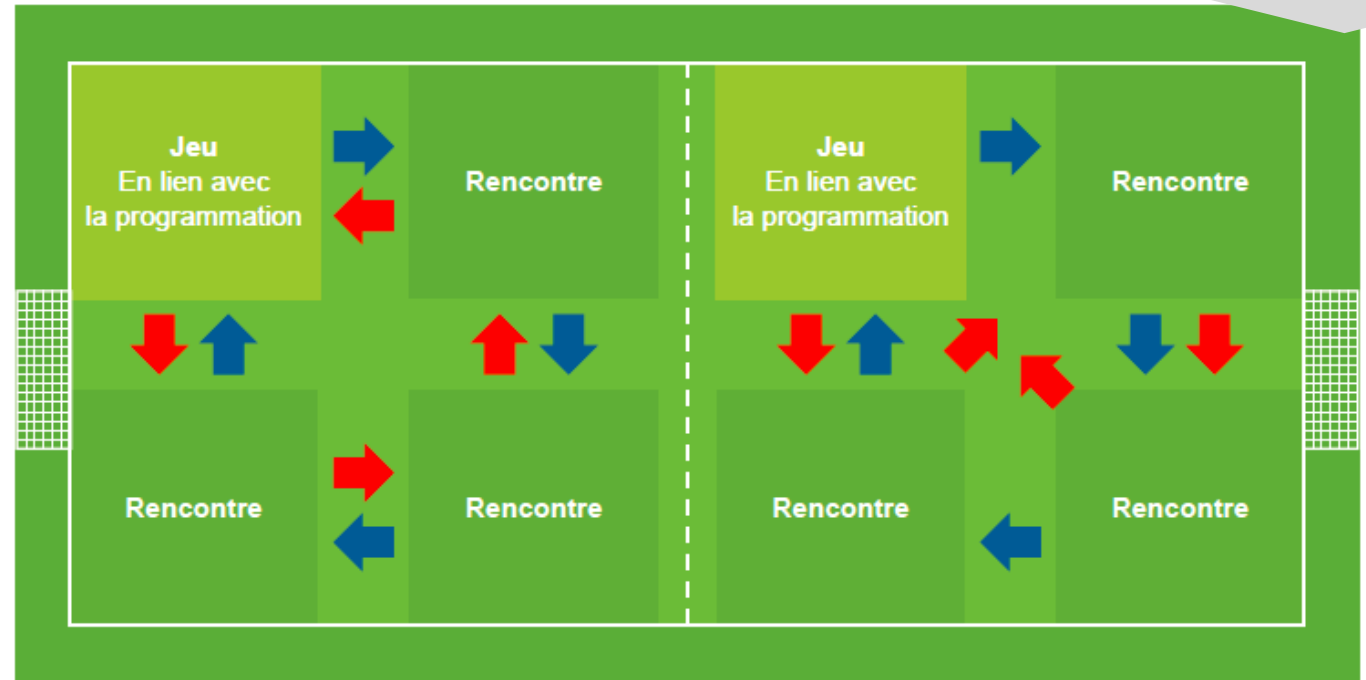 Jeu
En lien avec
la programmation
Rencontre
Jeu
En lien avec
la programmation
Rencontre
Rencontre
Rencontre
Rencontre
Rencontre